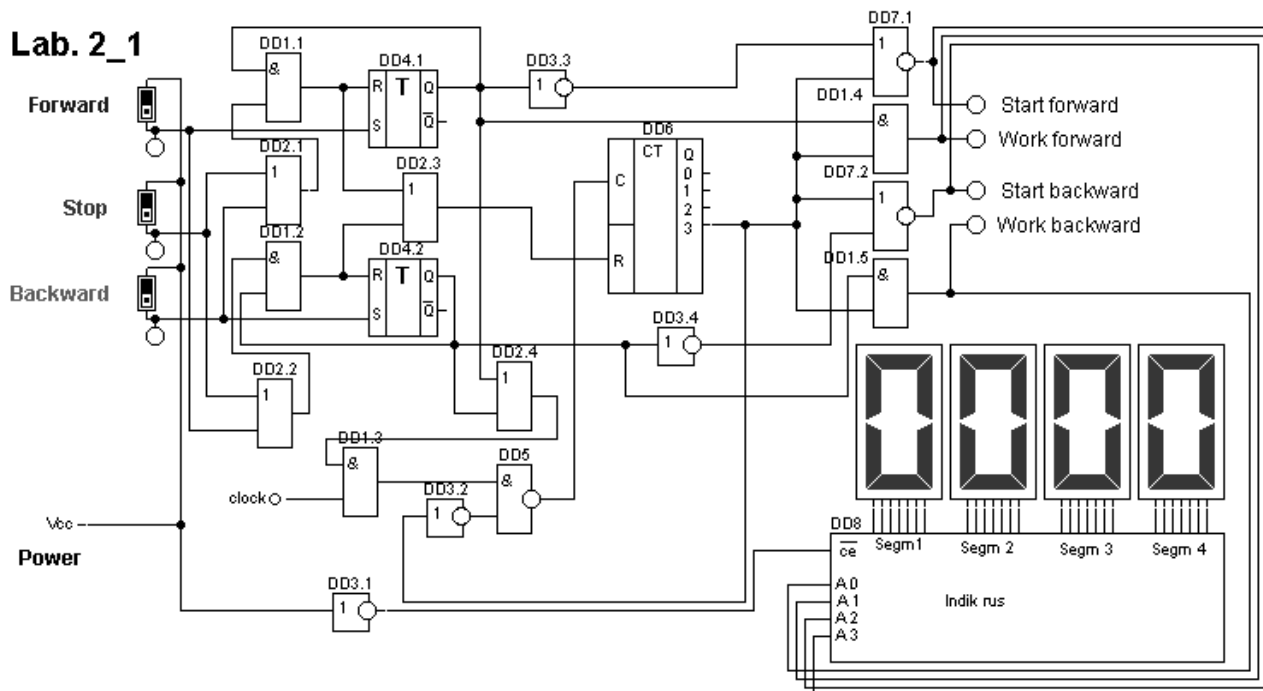 Lab. 2_1
Forward
Stop
Backward
DD1.1
&
DD4.1
R T Q
S Q
DD3.3
1
DD7.1
1
DD1.4
&
Start forward
Work forward
DD2.1
1
DD2.3
1
DD6
CT Q
C 0
1
2
3
R
DD7.2
1
DD1.5
&
Start backward
Work backward
DD1.2
&
DD4.2
R T Q
S Q
DD3.4
1
DD2.2
1
DD2.4
1
DD1.3
&
clock
DD5
&
DD3.2
1
Vcc
Power
DD3.1
1
Segm1 Segm 2 Segm 3 Segm 4
DD8
ce
A0
A1
A2
A3
Indik rus